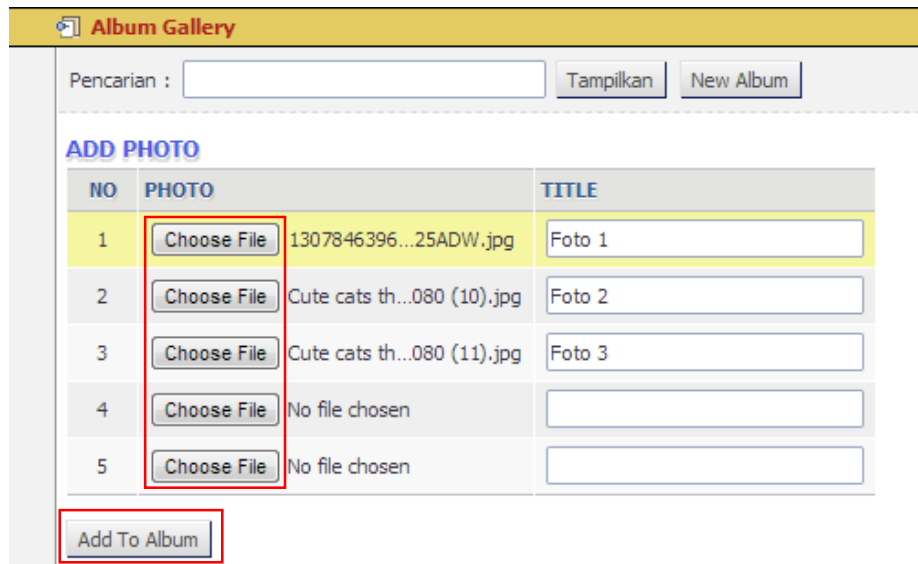 Album Gallery
Pencarian : Tampilkan New Album
ADD PHOTO
NO PHOTO TITLE
1 Choose File 1307846396...25ADW.jpg Foto 1
2 Choose File Cute cats th...080 (10).jpg Foto 2
3 Choose File Cute cats th...080 (11).jpg Foto 3
4 Choose File No file chosen
5 Choose File No file chosen
Add To Album